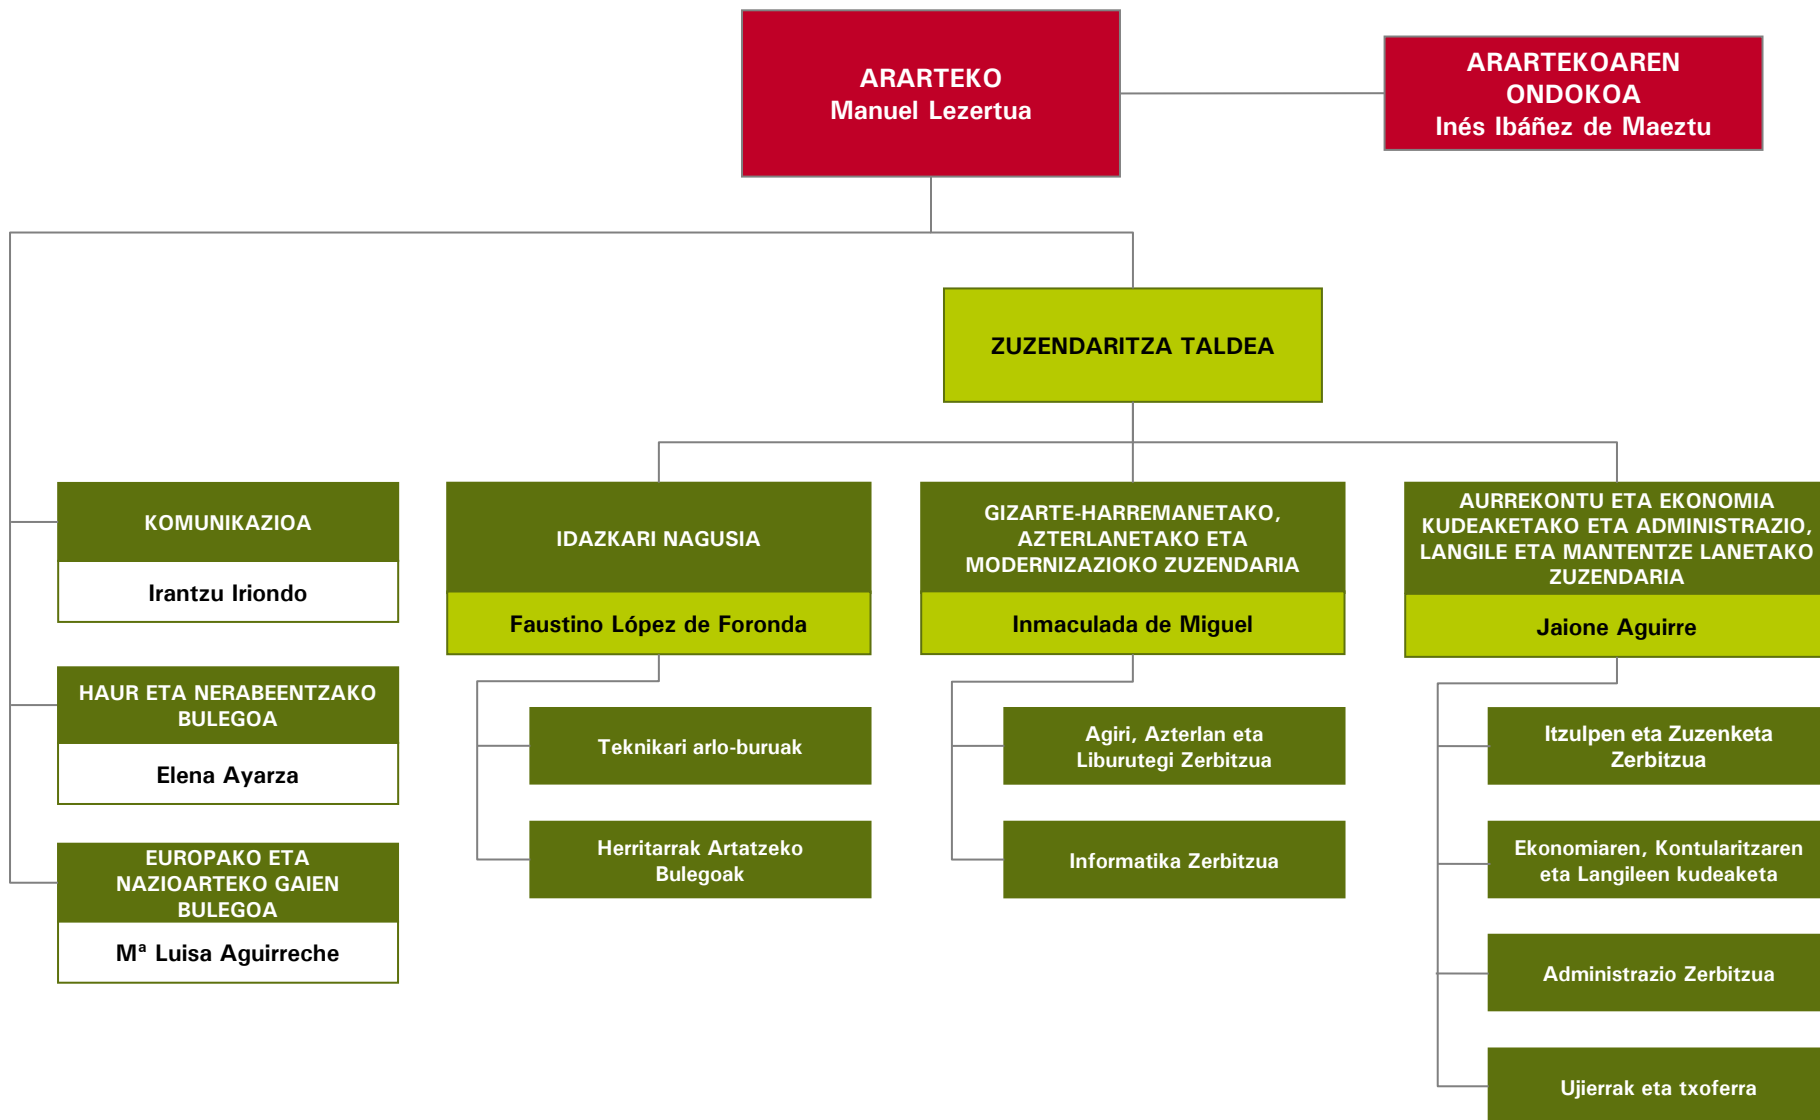 ARARTEKO
Manuel Lezertua
ARARTEKOAREN
ONDOKOA
Inés Ibáñez de Maeztu
ZUZENDARITZA TALDEA
KOMUNIKAZIOA
Irantzu Iriondo
HAUR ETA NERABEENTZAKO
BULEGOA
Elena Ayarza
EUROPAKO ETA
NAZIOARTEKO GAIEN
BULEGOA
Mª Luisa Aguirreche
IDAZKARI NAGUSIA
Faustino López de Foronda
Teknikari arlo-buruak
Herritarrak Artatzeko
Bulegoak
GIZARTE-HARREMANETAKO,
AZTERLANETAKO ETA
MODERNIZAZIOKO ZUZENDARIA
Inmaculada de Miguel
Agiri, Azterlan eta
Liburutegi Zerbitzua
Informatika Zerbitzua
AURREKONTU ETA EKONOMIA
KUDEAKETAKO ETA ADMINISTRAZIO,
LANGILE ETA MANTENTZE LANETAKO
ZUZENDARIA
Jaione Aguirre
Itzulpen eta Zuzenketa
Zerbitzua
Ekonomiaren, Kontularitzaren
eta Langileen kudeaketa
Administrazio Zerbitzua
Ujierrak eta txoferra